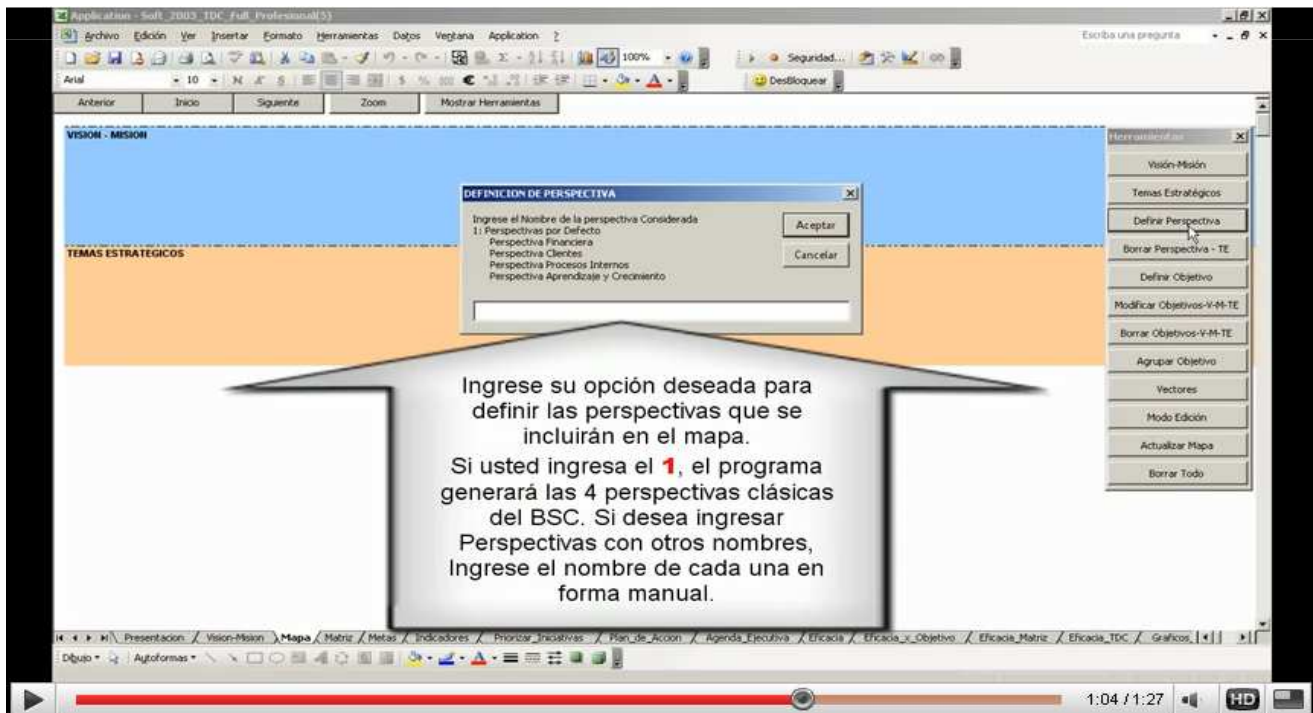 Application - Soft_2003_TDC_Full_Profesional(5)
Archivo Edición Ver Insertar Formato Herramientas Datos Ventana Application ?
Escriba una pregunta
100%
Seguridad...
Arial 10 N K S
DesBloquear
Anterior Inicio Siguiente Zoom Mostrar Herramientas
VISION - MISION
TEMAS ESTRATEGICOS
DEFINICION DE PERSPECTIVA
Ingrese el Nombre de la perspectiva Considerada
1: Perspectivas por Defecto
Perspectiva Financiera
Perspectiva Clientes
Perspectiva Procesos Internos
Perspectiva Aprendizaje y Crecimiento
Aceptar
Cancelar
Herramientas
Visión-Misión
Temas Estratégicos
Definir Perspectiva
Borrar Perspectiva - TE
Definir Objetivo
Modificar Objetivos-V-M-TE
Borrar Objetivos-V-M-TE
Agrupar Objetivo
Vectores
Modo Edición
Actualizar Mapa
Borrar Todo
Ingrese su opción deseada para
definir las perspectivas que se
incluirán en el mapa.
Si usted ingresa el 1, el programa
generará las 4 perspectivas clásicas
del BSC. Si desea ingresar
Perspectivas con otros nombres,
Ingrese el nombre de cada una en
forma manual.
Presentacion / Vision-Mision / Mapa / Matriz / Metas / Indicadores / Priorizar_Iniciativas / Plan_de_Accion / Agenda_Ejecutiva / Eficacia / Eficacia_x_Objetivo / Eficacia_Matriz / Eficacia_TDC / Graficos_
Dibujo Autoformas
1:04 / 1:27 HD